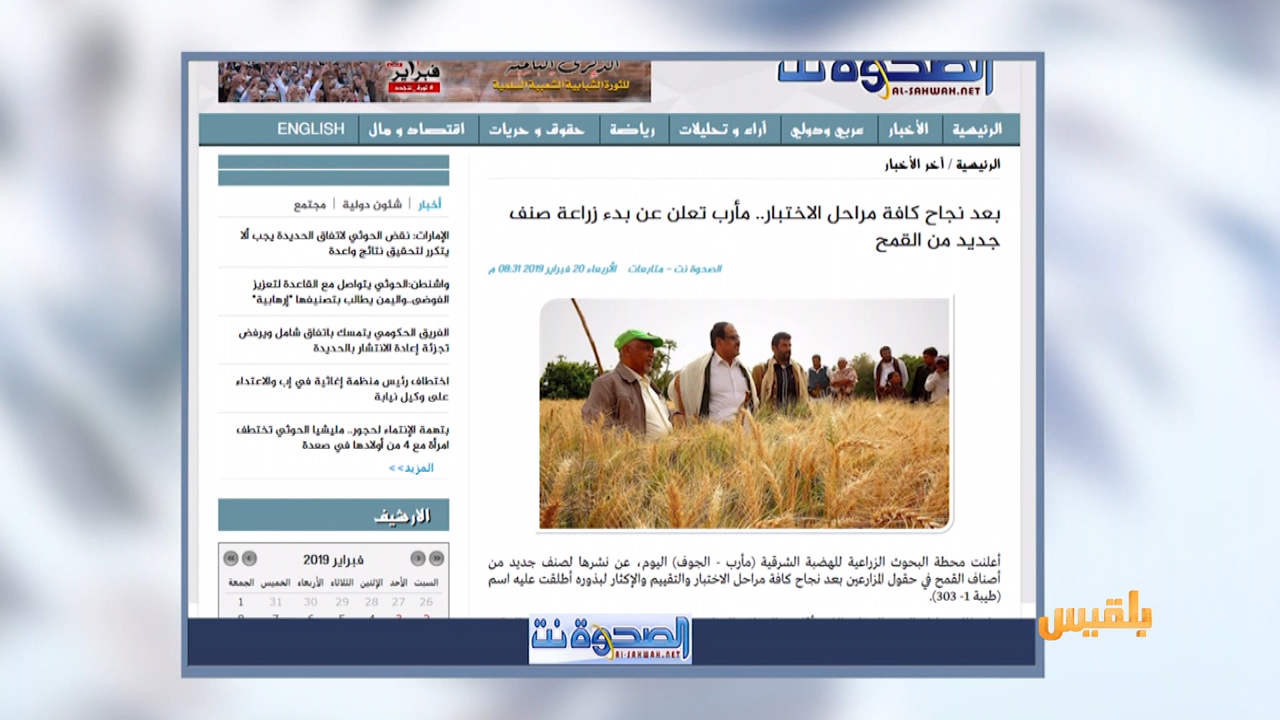 الذكرى الثامنة
للثورة الشبابية الشعبية السلمية
فبراير
# ثورة_تتجدد
الصحوة نت
AL-SAHWAH.NET
الرئيسية
الأخبار
عربي ودولي
آراء و تحليلات
رياضة
حقوق و حريات
اقتصاد و مال
ENGLISH
الرئيسية / آخر الأخبار
بعد نجاح كافة مراحل الاختبار.. مأرب تعلن عن بدء زراعة صنف
جديد من القمح
الصحوة نت - متابعات الأربعاء 20 فبراير 2019 08:31 م
أعلنت محطة البحوث الزراعية للهضبة الشرقية (مأرب - الجوف) اليوم، عن نشرها لصنف جديد من
أصناف القمح في حقول المزارعين بعد نجاح كافة مراحل الاختبار والتقييم والإكثار لبذوره أطلقت عليه اسم
(طيبة 1- 303).
أخبار | شئون دولية | مجتمع
الإمارات: نقض الحوثي لاتفاق الحديدة يجب ألا
يتكرر لتحقيق نتائج واعدة
واشنطن:الحوثي يتواصل مع القاعدة لتعزيز
الفوضى..واليمن يطالب بتصنيفها "إرهابية"
الفريق الحكومي يتمسك باتفاق شامل ويرفض
تجزئة إعادة الانتشار بالحديدة
اختطاف رئيس منظمة إغاثية في إب والاعتداء
على وكيل نيابة
بتهمة الإنتماء لحجور.. مليشيا الحوثي تختطف
امرأة مع 4 من أولادها في صعدة
المزيد>>
الارشيف
فبراير 2019
السبت الأحد الإثنين الثلاثاء الأربعاء الخميس الجمعة
26 27 28 29 30 31 1
الصحوة نت
AL-SAHWAH.NET
بلقيس